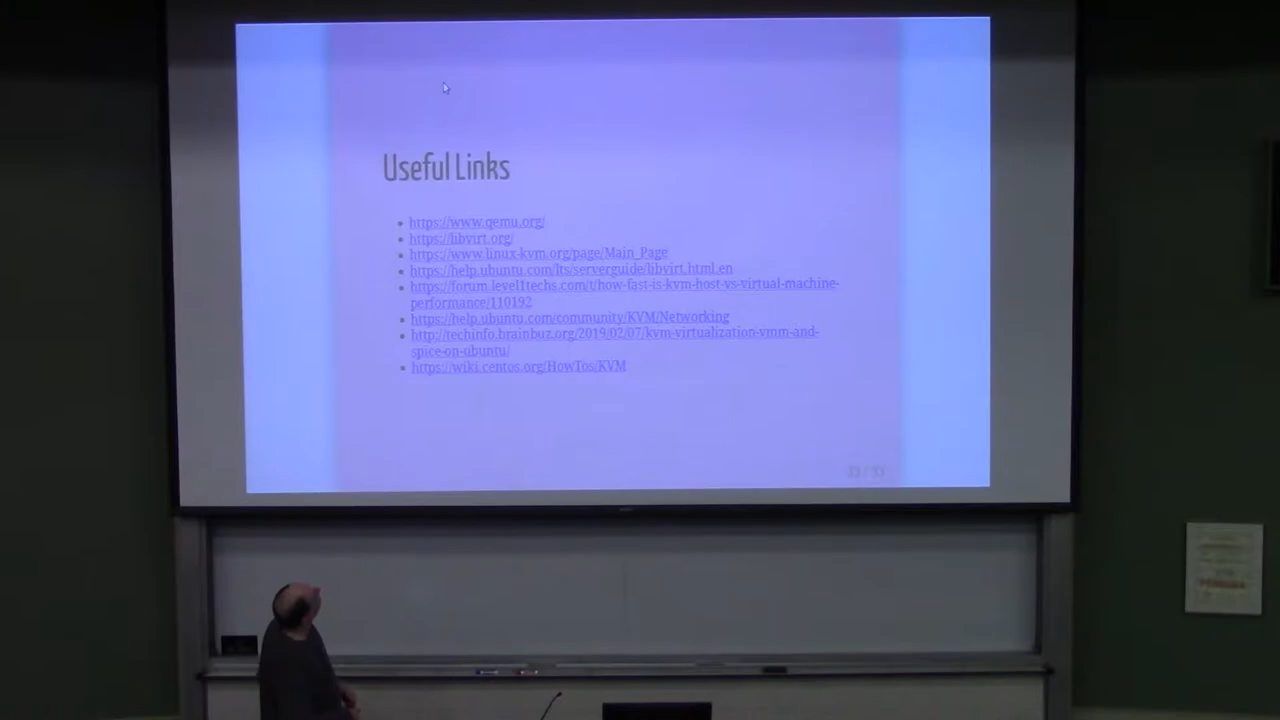 Useful Links
https://www.qemu.org/
https://libvirt.org/
https://www.linux-kvm.org/page/Main_Page
https://help.ubuntu.com/lts/serverguide/libvirt.html.en
https://forum.level1techs.com/t/how-fast-is-kvm-host-vs-virtual-machine-
performance/110192
https://help.ubuntu.com/community/KVM/Networking
http://techinfo.brainbuz.org/2019/02/07/kvm-virtualization-vmm-and-
spice-on-ubuntu/
https://wiki.centos.org/HowTos/KVM
33 / 33